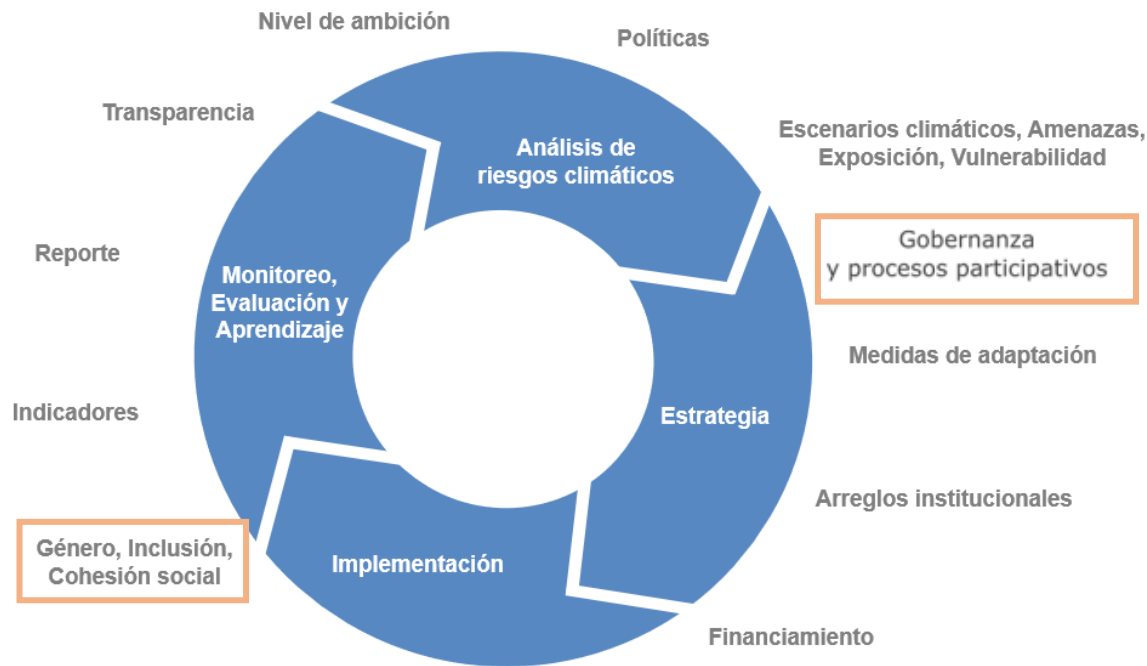 Nivel de ambición
Políticas
Transparencia
Escenarios climáticos, Amenazas,
Exposición, Vulnerabilidad
Análisis de
riesgos climáticos
Gobernanza
y procesos participativos
Reporte
Monitoreo,
Evaluación y
Aprendizaje
Medidas de adaptación
Indicadores
Estrategia
Arreglos institucionales
Género, Inclusión,
Cohesión social
Implementación
Financiamiento